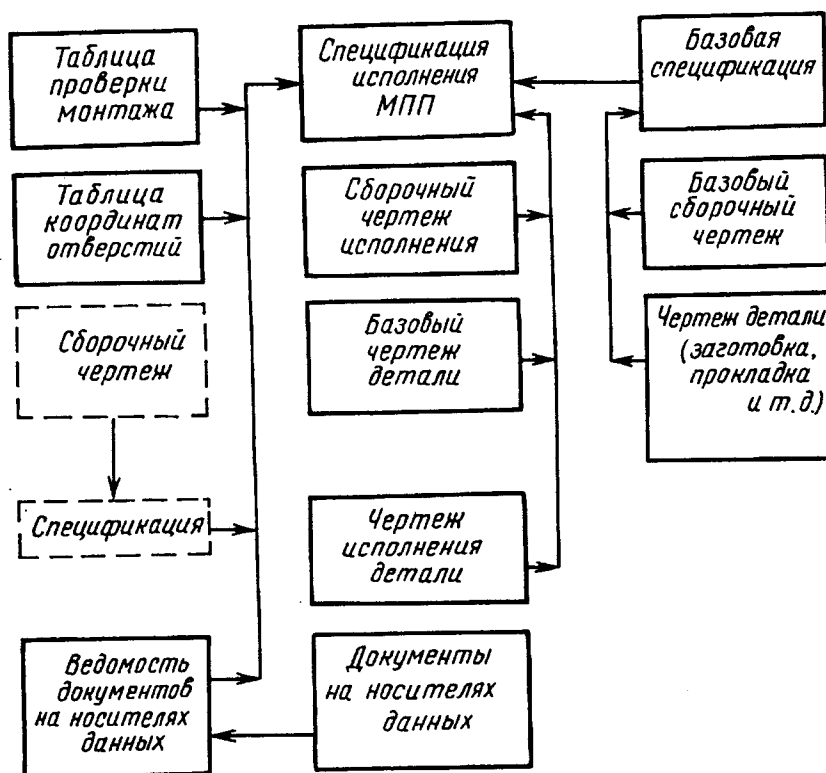 Таблица
проверки
монтажа
Спецификация
исполнения
МПП
Базовая
спецификация
Таблица
координат
отверстий
Сборочный
чертеж
исполнения
Базовый
сборочный
чертеж
Сборочный
чертеж
Базовый
чертеж
детали
Чертеж детали
(заготовка,
прокладка
и т.д.)
Спецификация
Чертеж
исполнения
детали
Ведомость
документов
на носителях
данных
Документы
на носителях
данных